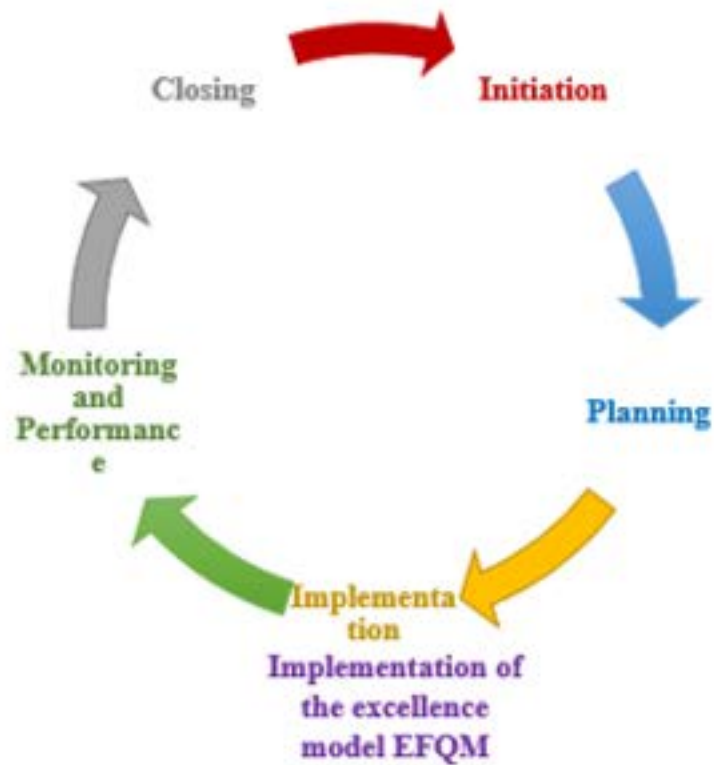 Closing
Initiation
Planning
Implementa
tion
Implementation of
the excellence
model EFQM
Monitoring
and
Performanc
e